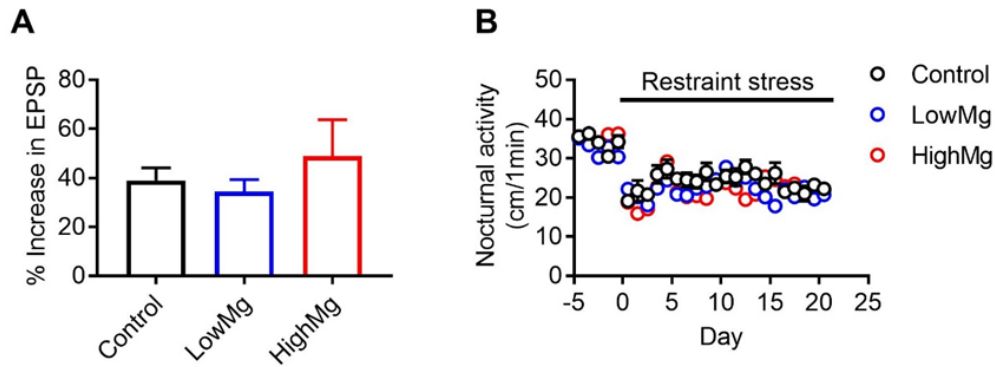 A
% Increase in EPSP
80
60
40
20
0
Control
LowMg
HighMg
B
Nocturnal activity
(cm/1min)
50
40
30
20
10
0
Restraint stress
-5
0
5
10
15
20
25
Day
Control
LowMg
HighMg